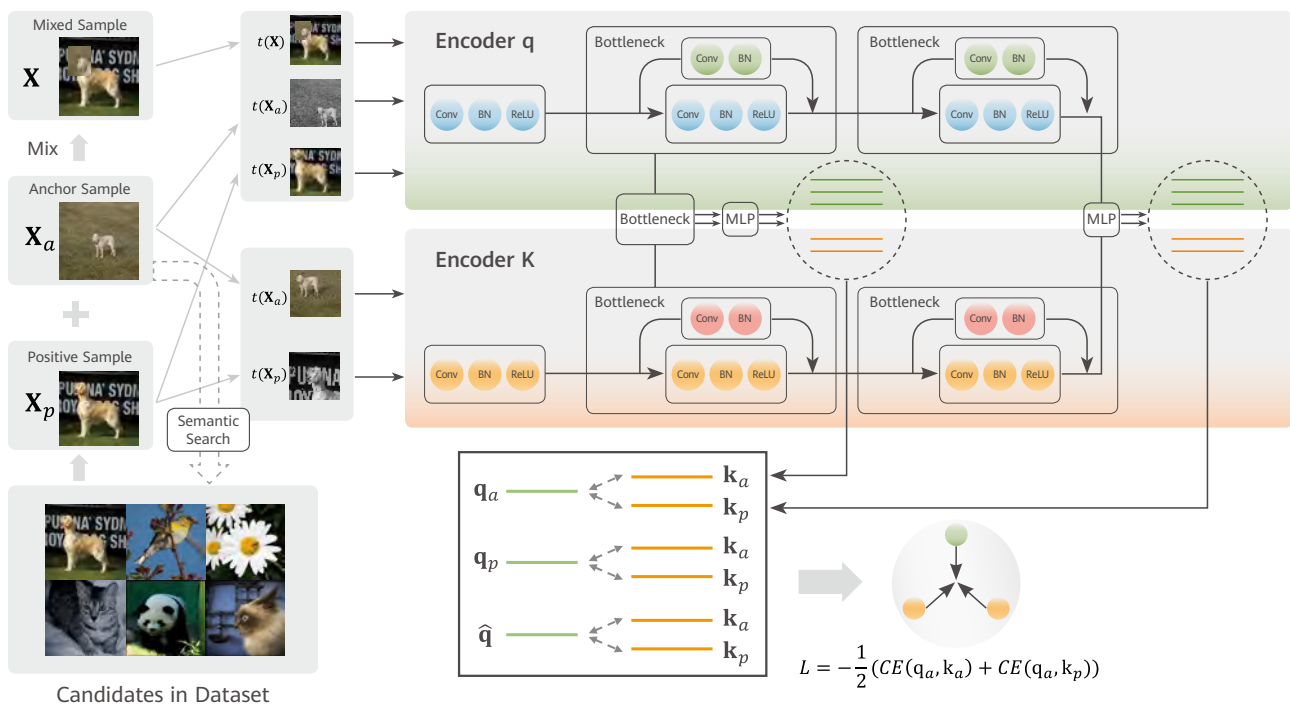 Mixed Sample
X
Mix
Anchor Sample
X_a
Positive Sample
X_p
Semantic
Search
Candidates in Dataset
t(X)
t(X_a)
t(X_p)
t(X_a)
t(X_p)
Encoder q
Bottleneck
Conv BN
Conv BN ReLU
Conv BN ReLU
Bottleneck
Conv BN
Conv BN ReLU
Bottleneck
MLP
MLP
Encoder K
Bottleneck
Conv BN
Conv BN ReLU
Conv BN ReLU
Bottleneck
Conv BN
Conv BN ReLU
q_a
k_a
k_p
q_p
k_a
k_p
q̂
k_a
k_p
L = −1/2(CE(q_a, k_a) + CE(q_a, k_p))